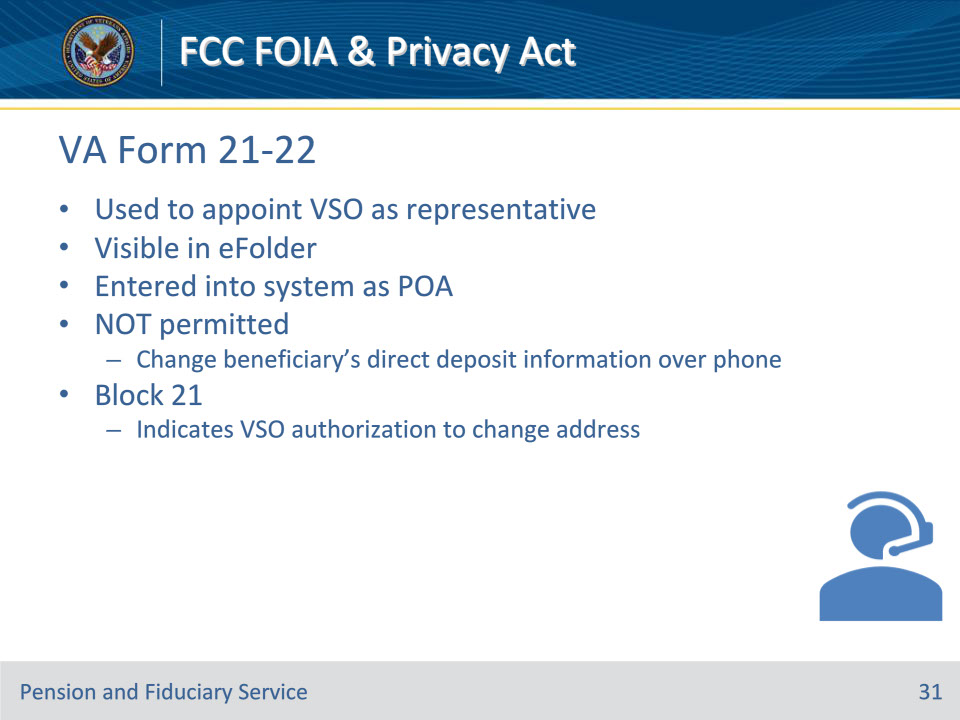 FCC FOIA & Privacy Act
VA Form 21-22
• Used to appoint VSO as representative
• Visible in eFolder
• Entered into system as POA
• NOT permitted
– Change beneficiary’s direct deposit information over phone
• Block 21
– Indicates VSO authorization to change address
Pension and Fiduciary Service
31